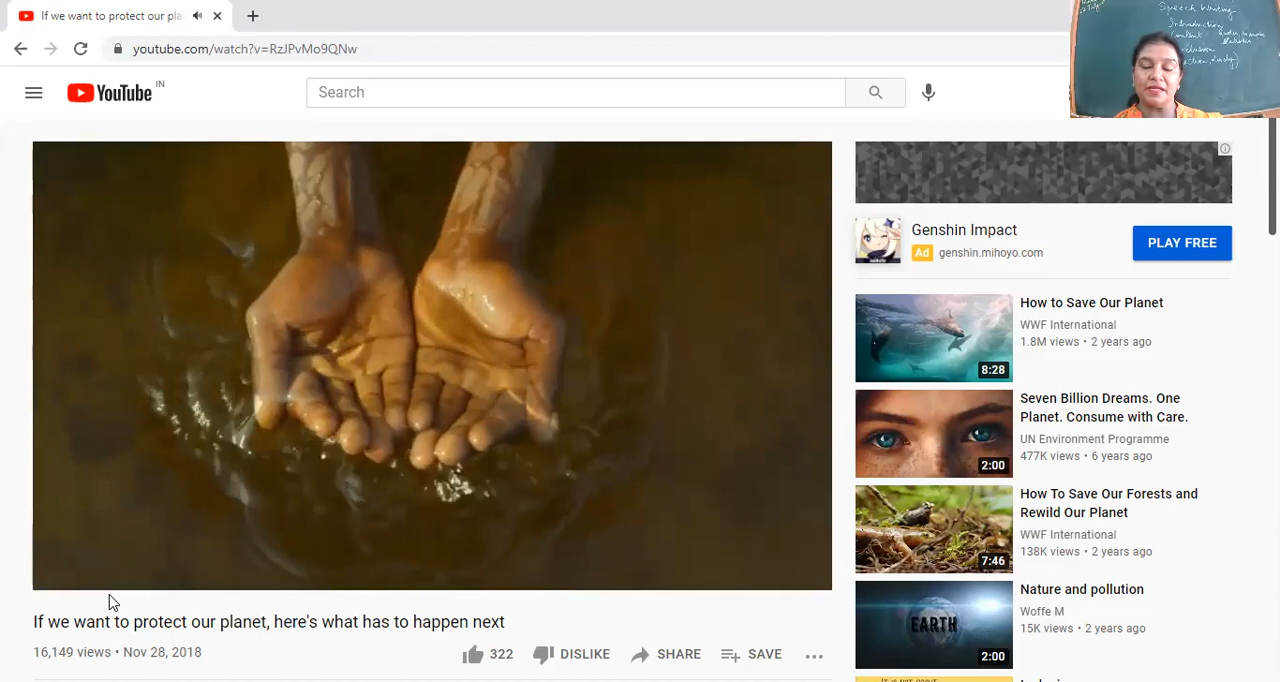 If we want to protect our pla
youtube.com/watch?v=RzJPvMo9QNw
YouTube IN
Search
Speech Writing
Introduction
Content
If we want to protect our planet, here's what has to happen next
16,149 views • Nov 28, 2018
322 DISLIKE SHARE SAVE
Genshin Impact
Ad genshin.mihoyo.com
PLAY FREE
8:28
How to Save Our Planet
WWF International
1.8M views • 2 years ago
2:00
Seven Billion Dreams. One
Planet. Consume with Care.
UN Environment Programme
477K views • 6 years ago
7:46
How To Save Our Forests and
Rewild Our Planet
WWF International
138K views • 2 years ago
EARTH
2:00
Nature and pollution
Woffe M
15K views • 2 years ago